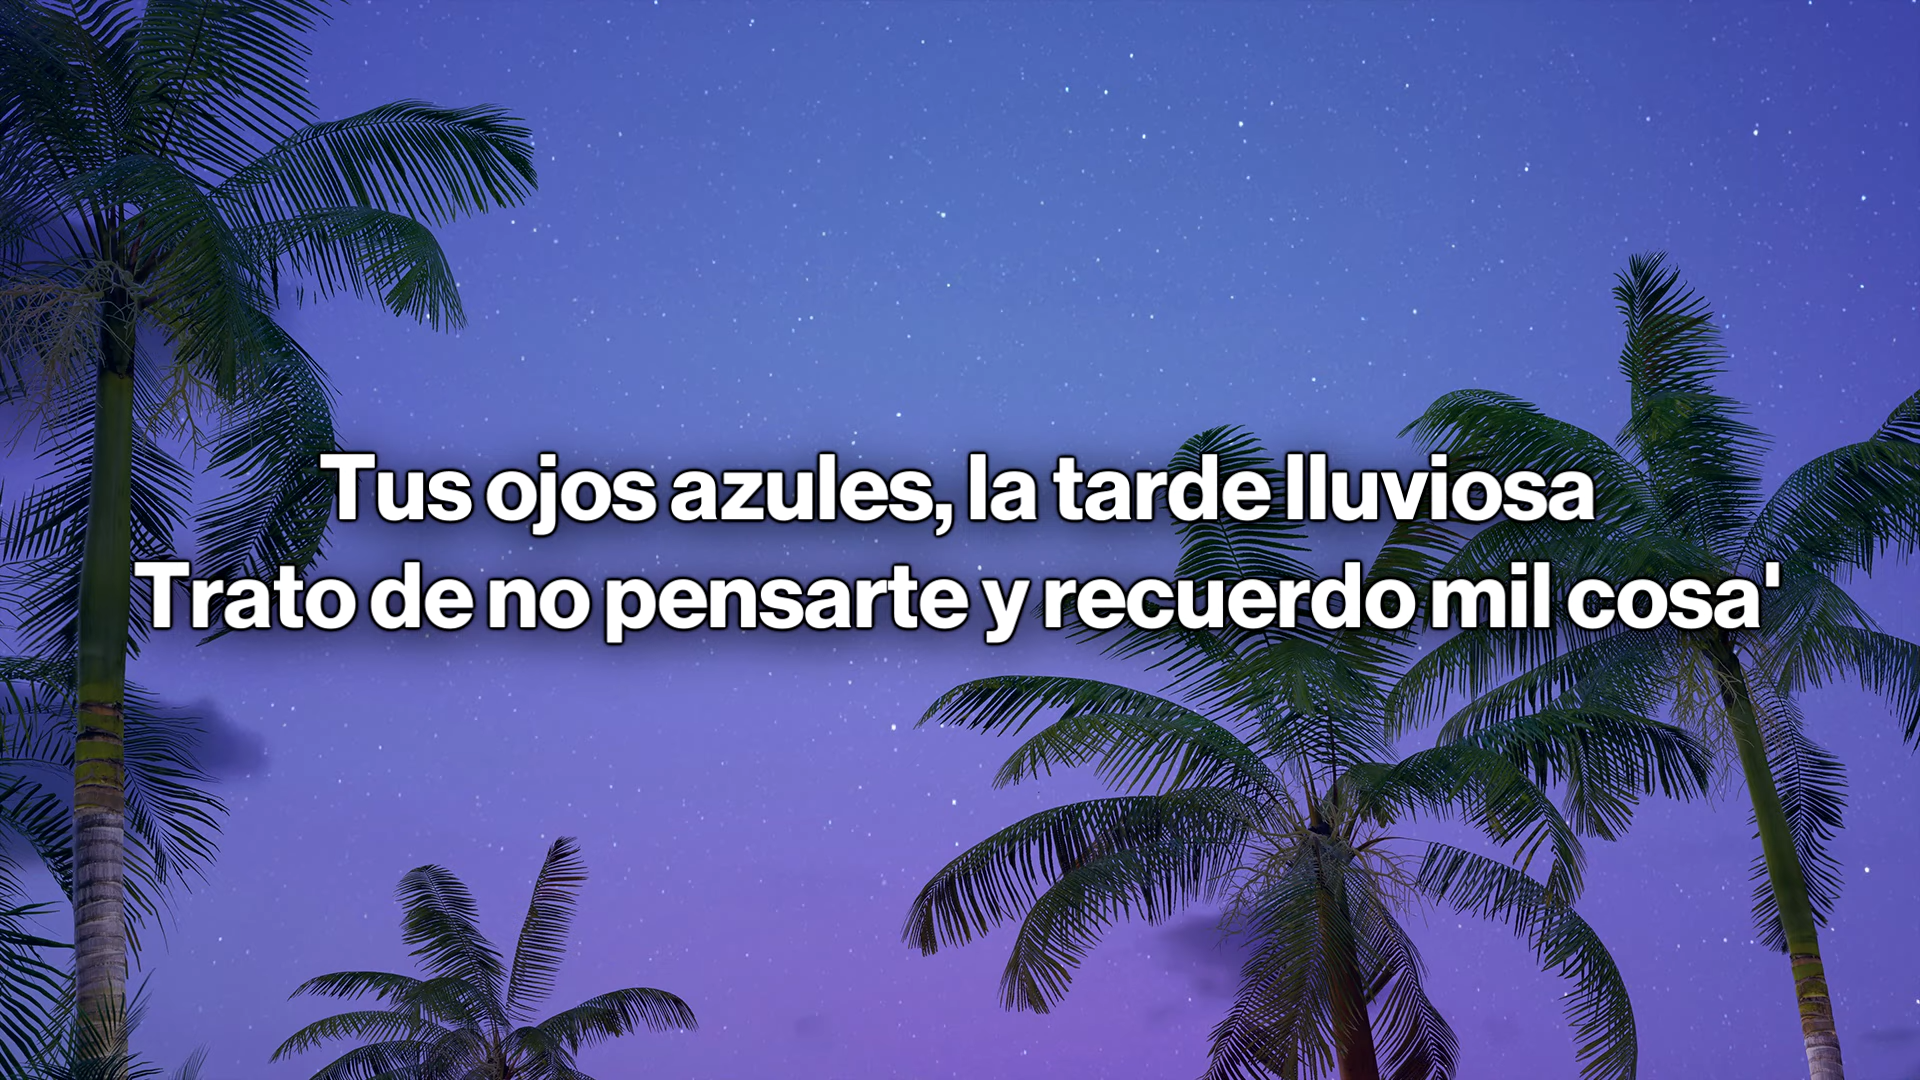 Tus ojos azules, la tarde lluviosa
Trato de no pensarte y recuerdo mil cosa'